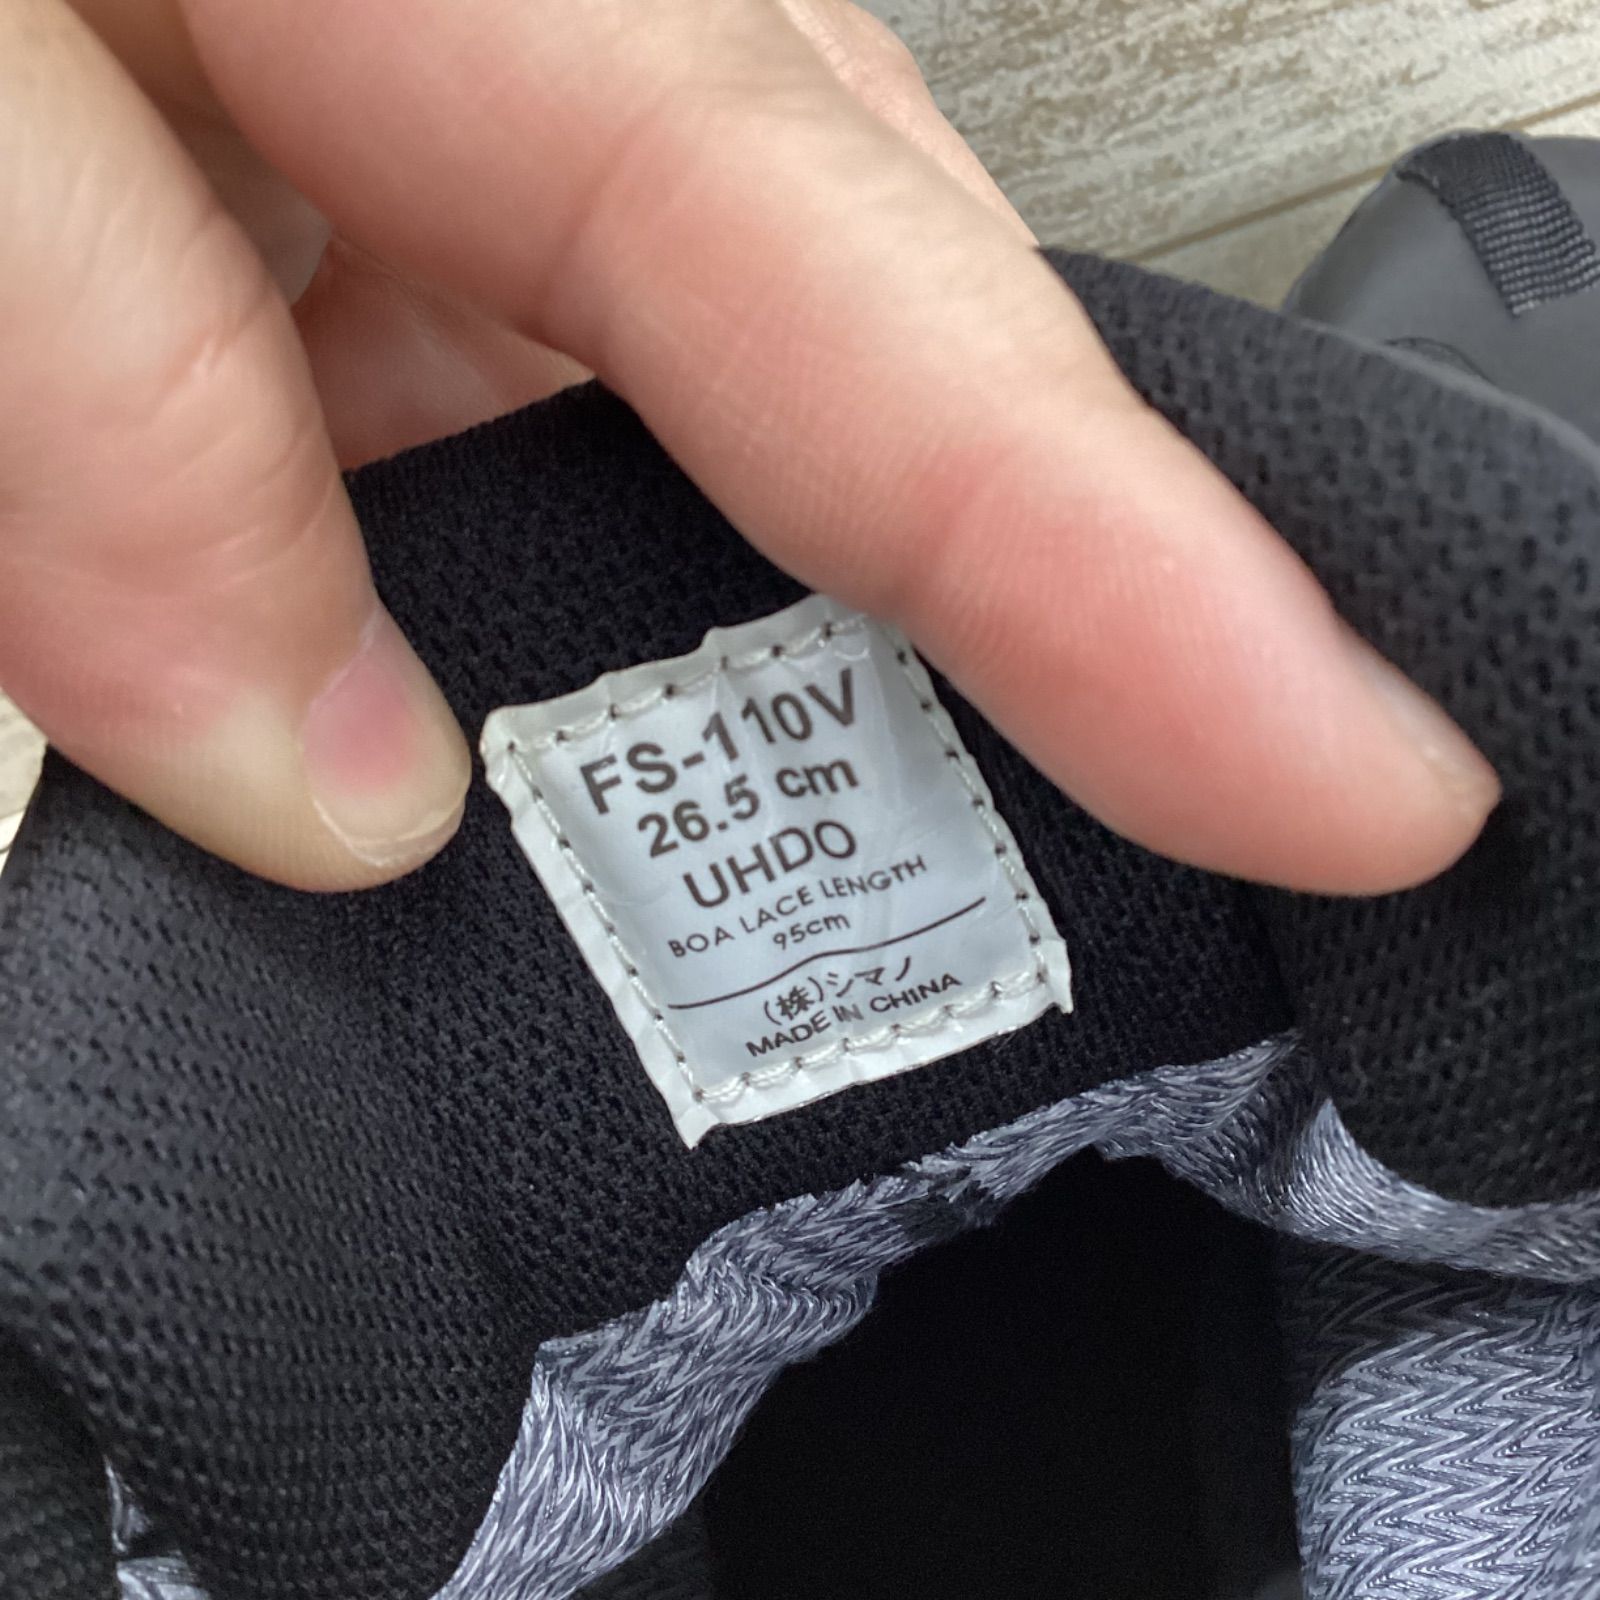 FS-110V
26.5 cm
UHDO
BOA LACE LENGTH
95cm
(株)シマノ
MADE IN CHINA